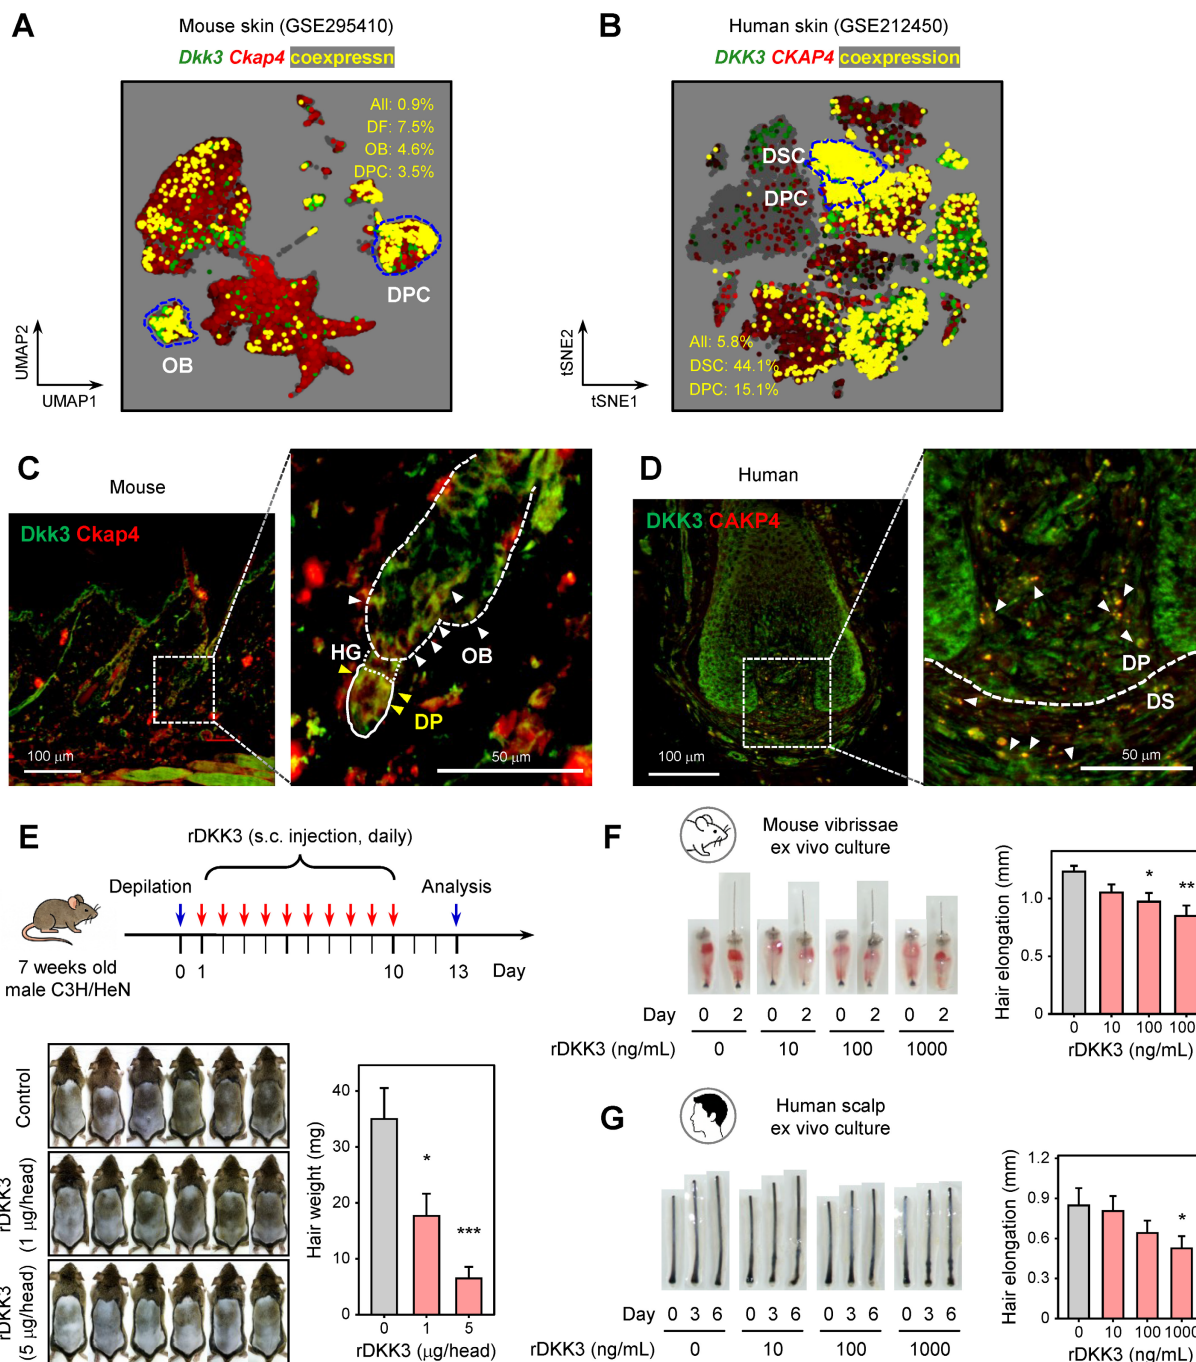 A
Mouse skin (GSE295410)
Dkk3 Ckap4 coexpressn
All: 0.9%
DF: 7.5%
OB: 4.6%
DPC: 3.5%
DPC
OB
UMAP2
UMAP1
B
Human skin (GSE212450)
DKK3 CKAP4 coexpression
DSC
DPC
All: 5.8%
DSC: 44.1%
DPC: 15.1%
tSNE2
tSNE1
C
Mouse
Dkk3 Ckap4
100 µm
HG
OB
DP
50 µm
D
Human
DKK3 CAKP4
100 µm
DP
DS
50 µm
E
rDKK3 (s.c. injection, daily)
Depilation
Analysis
0 1 10 13 Day
7 weeks old
male C3H/HeN
Control
rDKK3
(1 µg/head)
rDKK3
(5 µg/head)
Hair weight (mg)
40
30
20
10
0
*
***
0 1 5
rDKK3 (µg/head)
F
Mouse vibrissae
ex vivo culture
Day 0 2 0 2 0 2 0 2
rDKK3 (ng/mL) 0 10 100 1000
Hair elongation (mm)
1.0
0.5
0
*
**
0 10 100 100
rDKK3 (ng/mL)
G
Human scalp
ex vivo culture
Day 0 3 6 0 3 6 0 3 6 0 3 6
rDKK3 (ng/mL) 0 10 100 1000
Hair elongation (mm)
1.2
0.9
0.6
0.3
0
*
0 10 100 1000
rDKK3 (ng/mL)